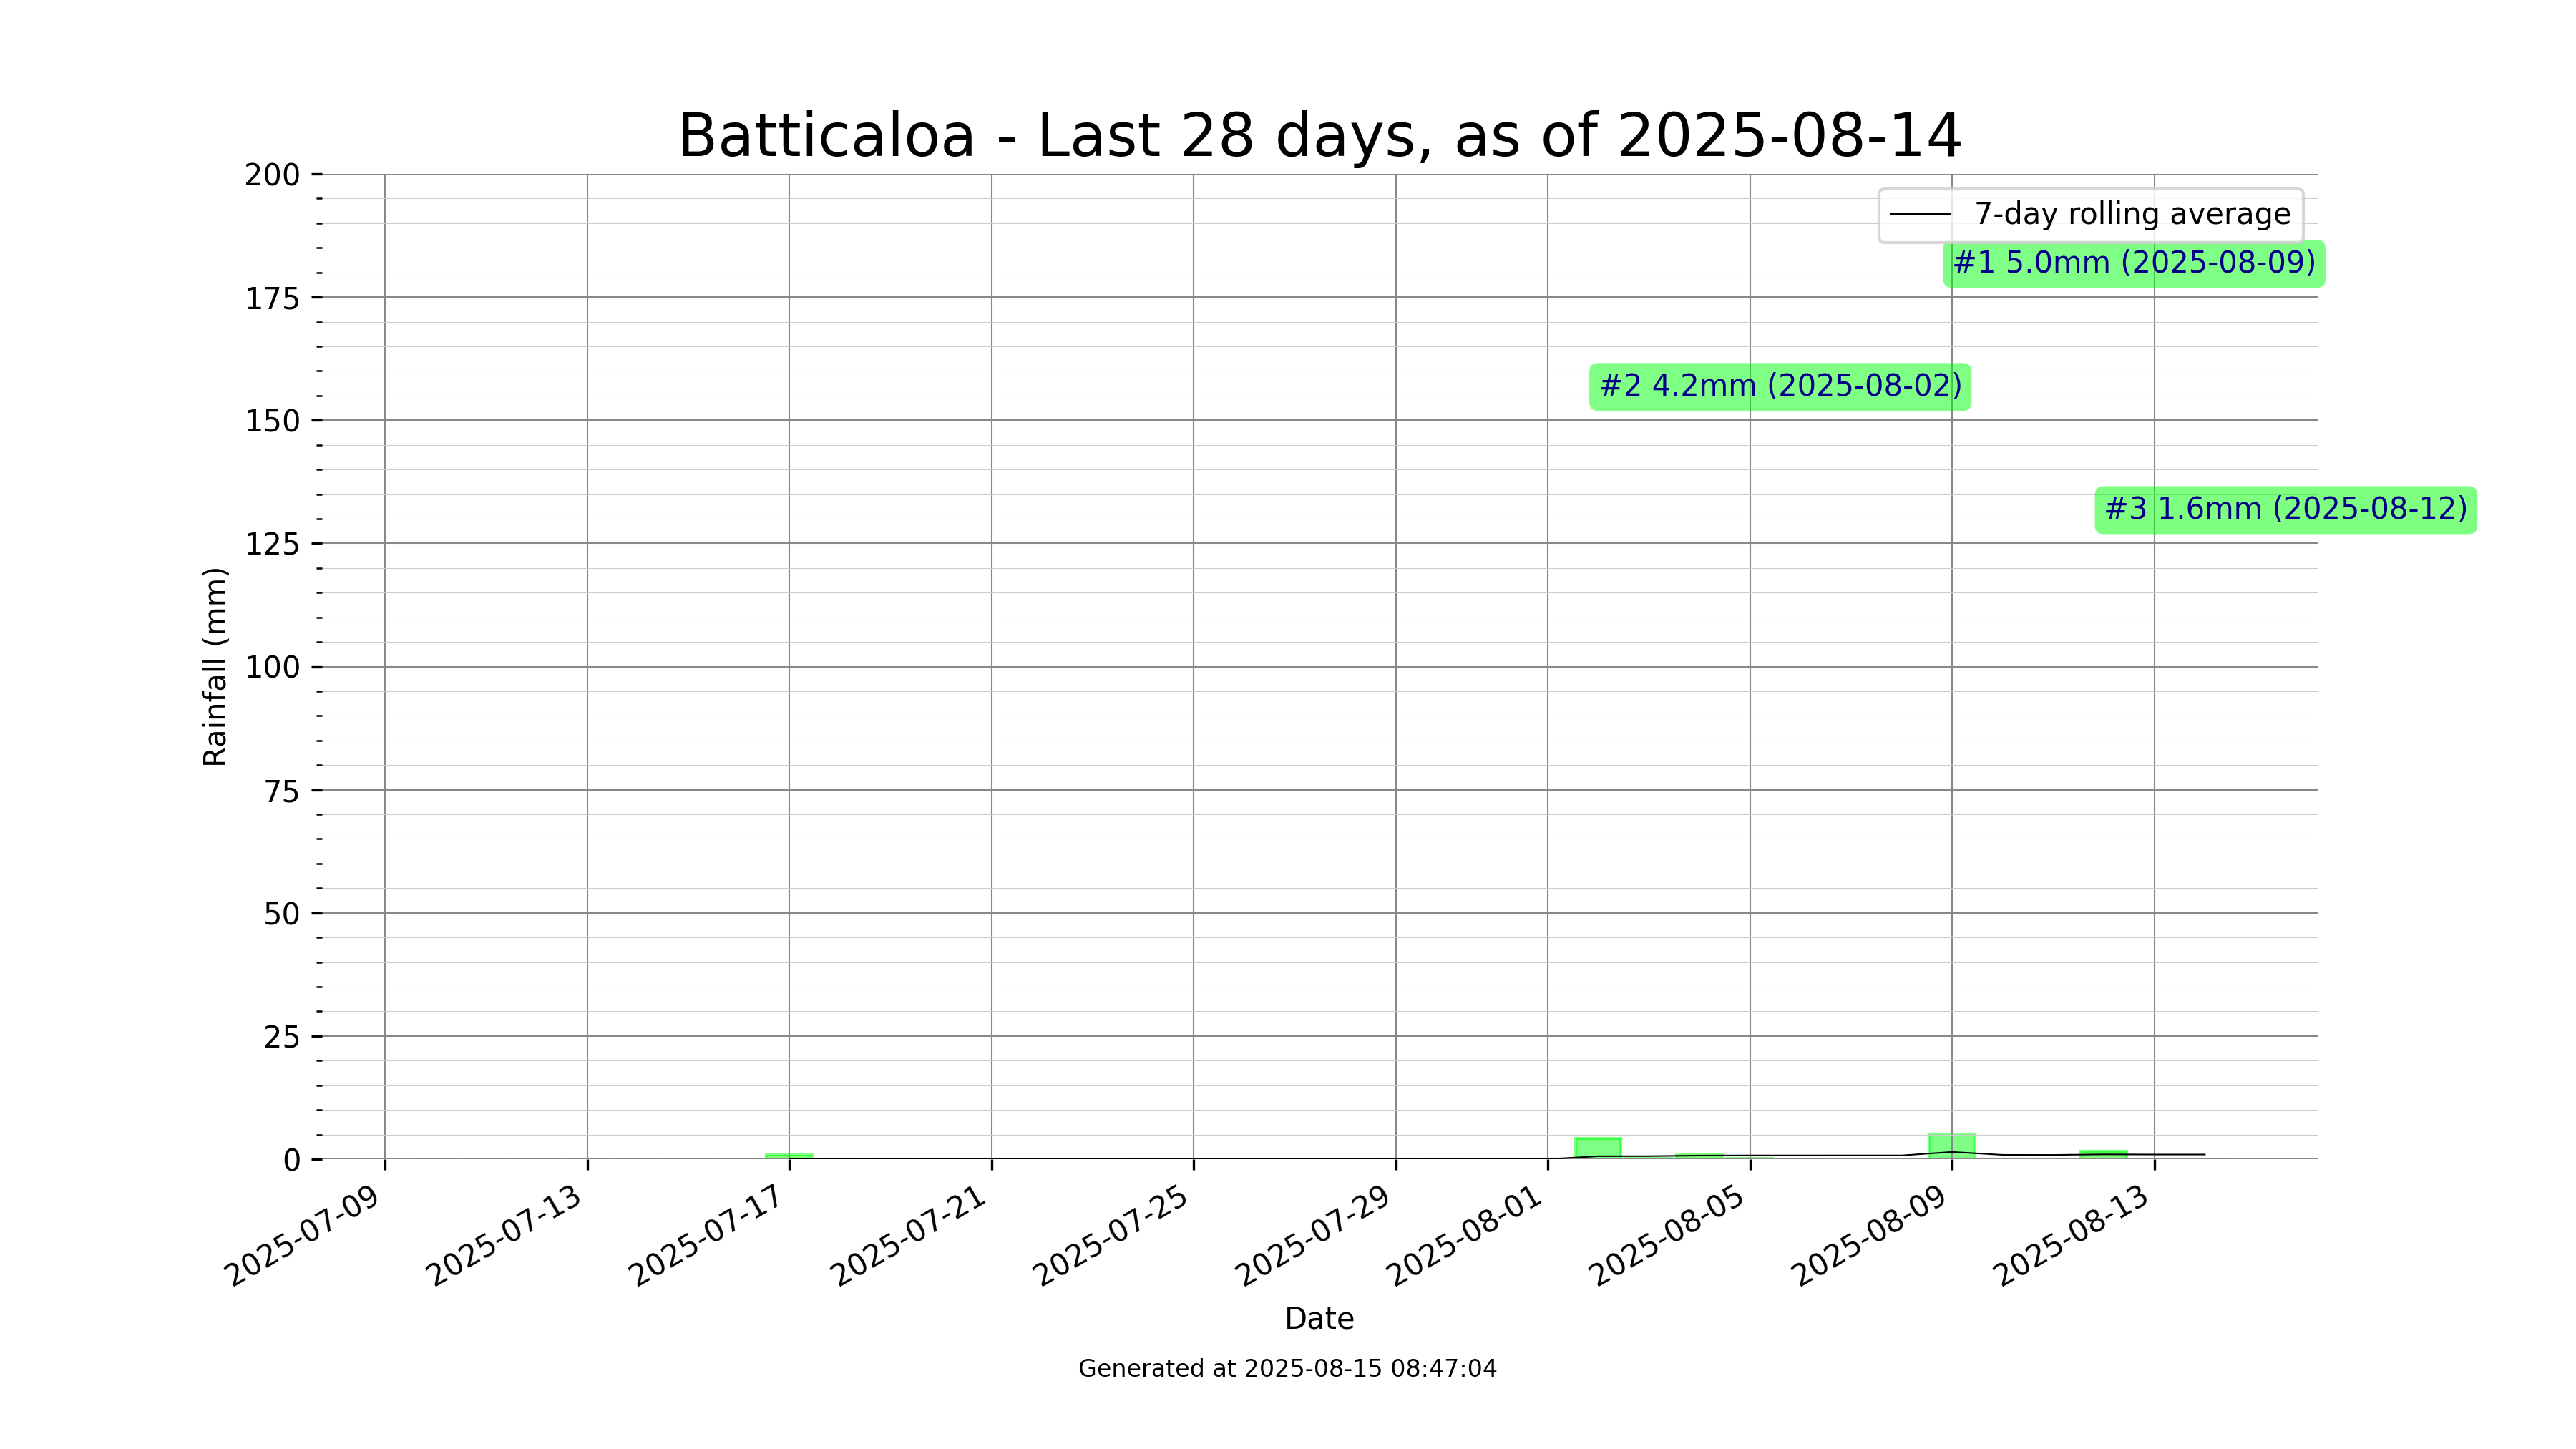 Batticaloa - Last 28 days, as of 2025-08-14
7-day rolling average
#1 5.0mm (2025-08-09)
#2 4.2mm (2025-08-02)
#3 1.6mm (2025-08-12)
Rainfall (mm)
200
175
150
125
100
75
50
25
0
2025-07-09
2025-07-13
2025-07-17
2025-07-21
2025-07-25
2025-07-29
2025-08-01
2025-08-05
2025-08-09
2025-08-13
Date
Generated at 2025-08-15 08:47:04